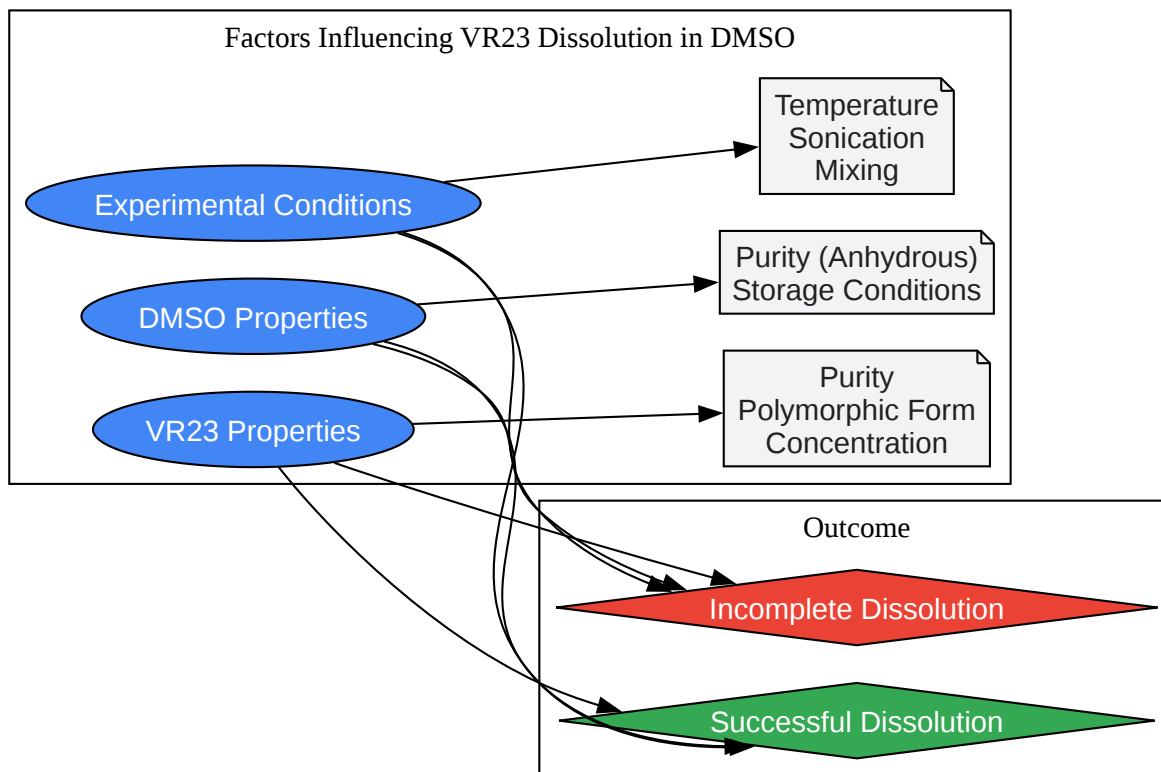 Factors Influencing VR23 Dissolution in DMSO
Temperature
Sonication
Mixing
Experimental Conditions
Purity (Anhydrous)
Storage Conditions
DMSO Properties
Purity
Polymorphic Form
Concentration
VR23 Properties
Outcome
Incomplete Dissolution
Successful Dissolution